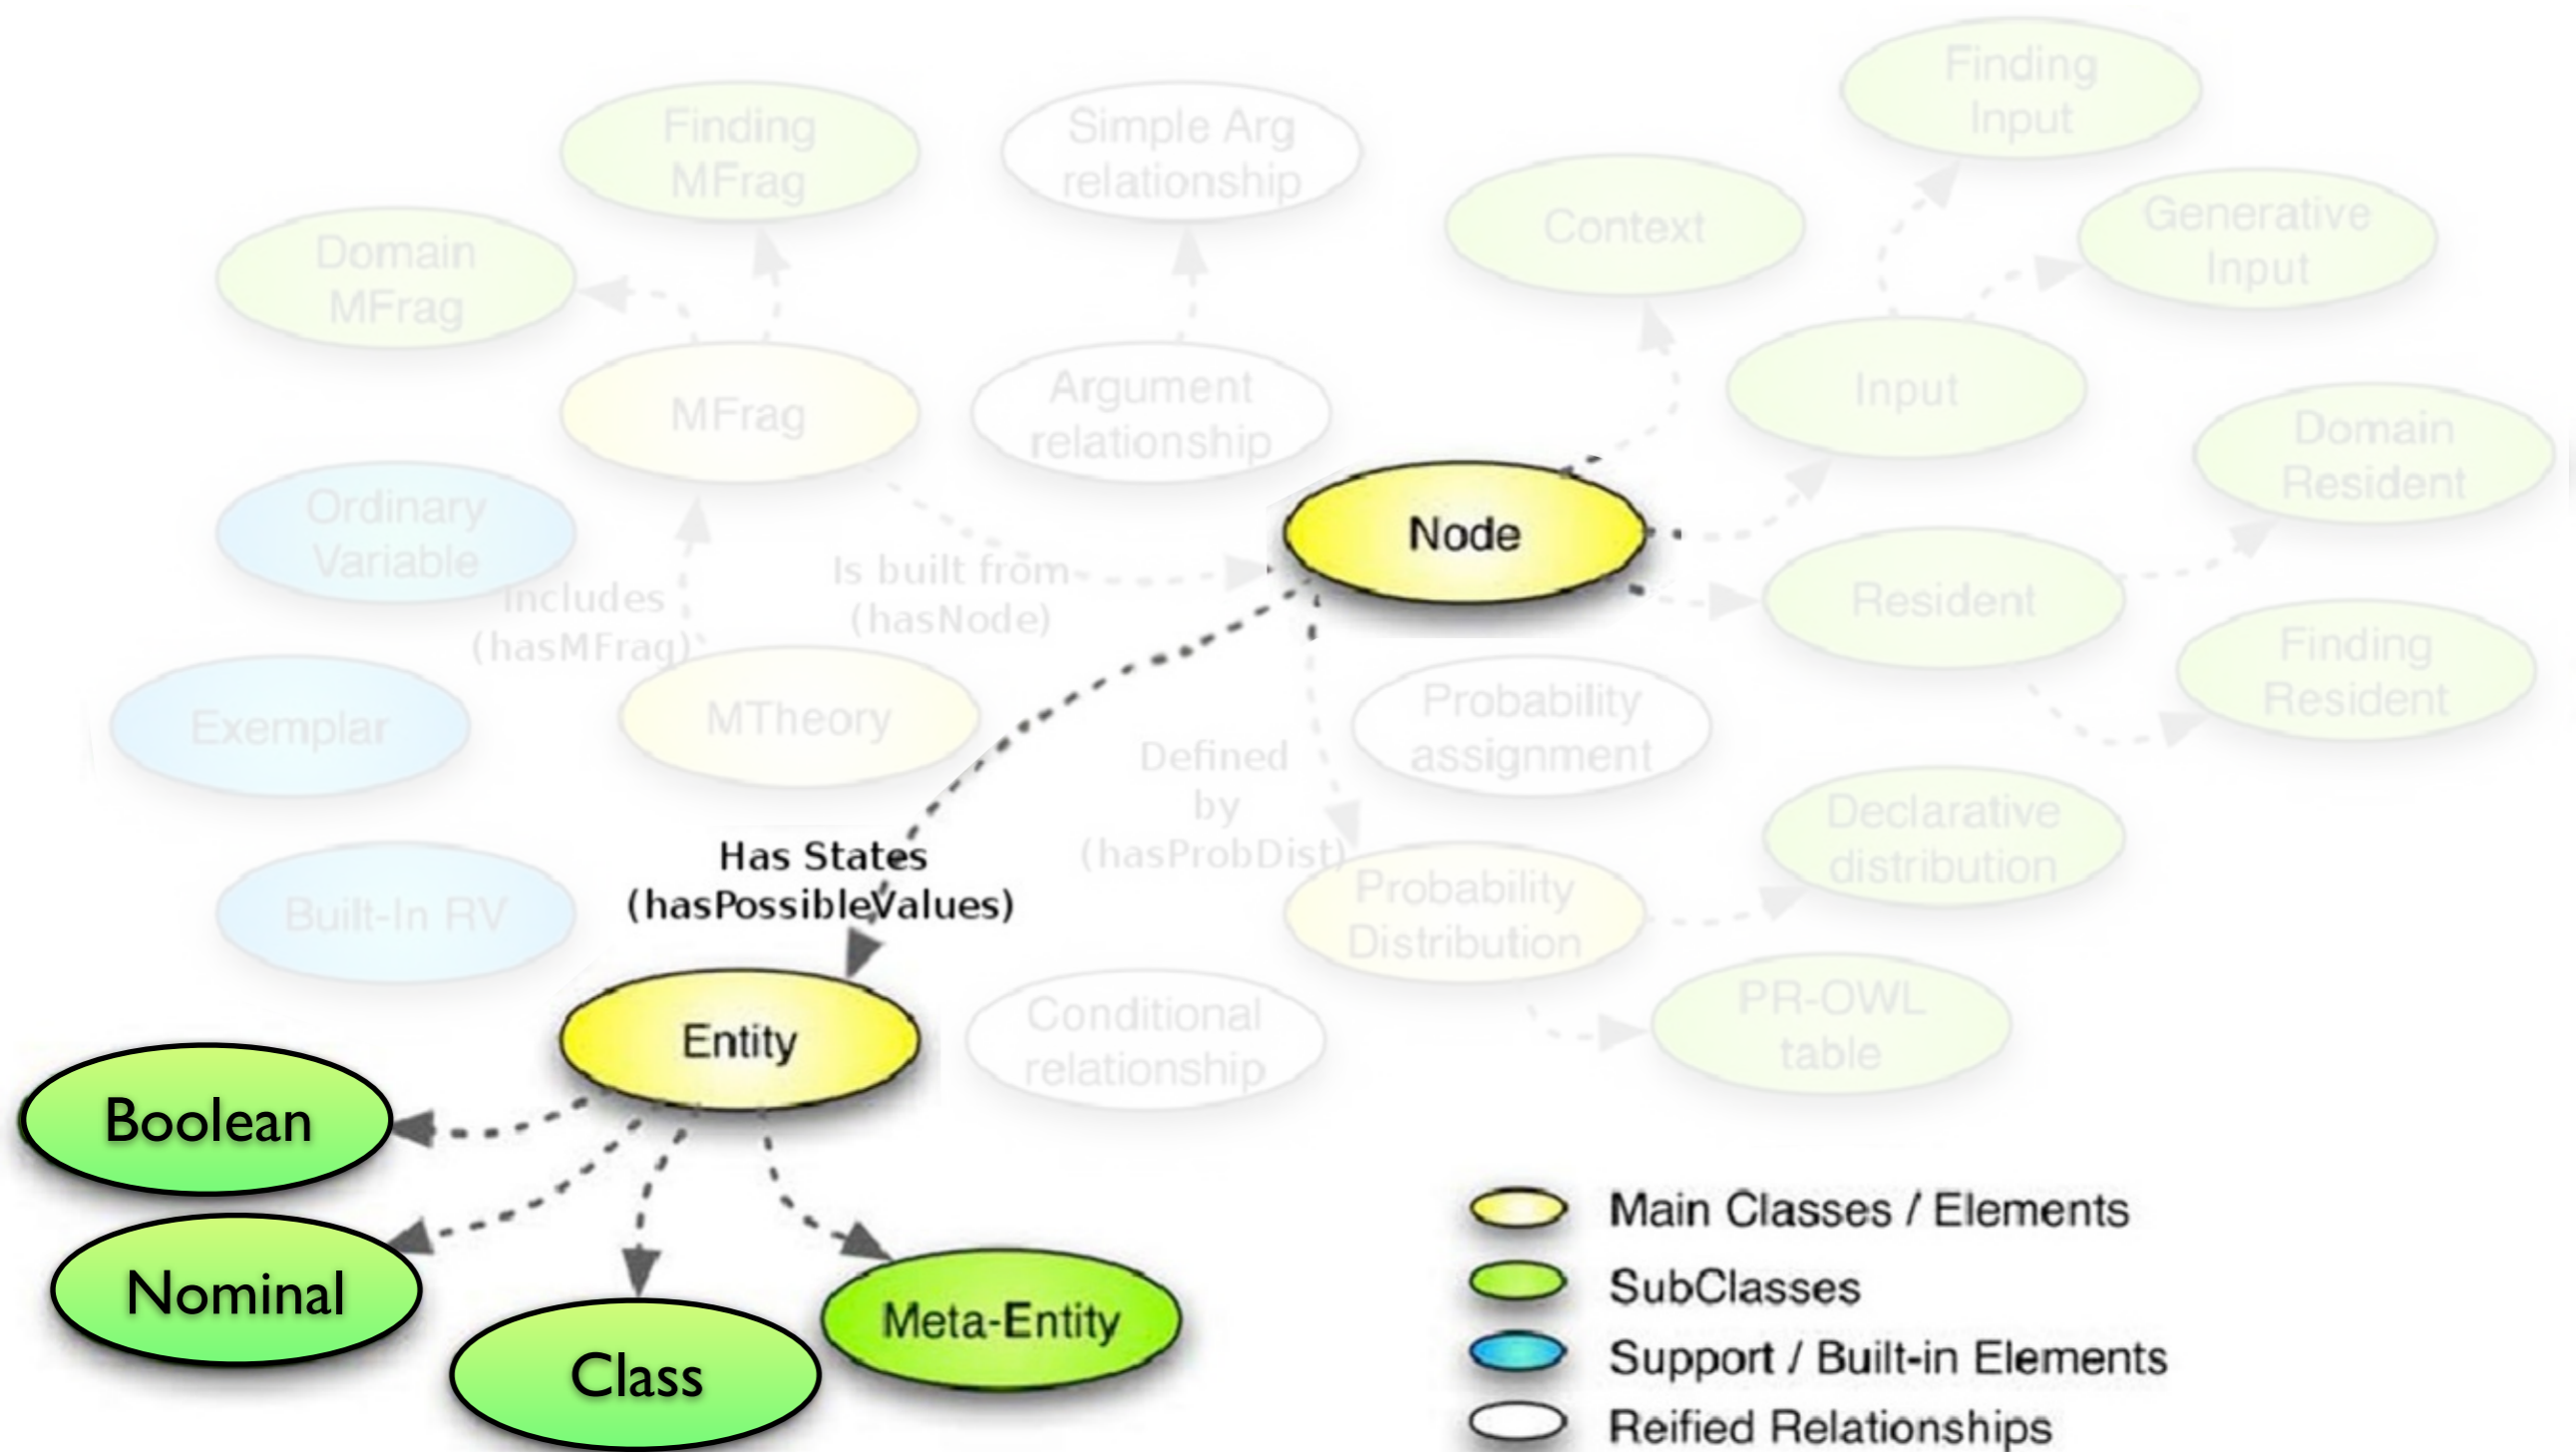 Finding
Input
Finding
MFrag
Simple Arg
relationship
Context
Generative
Input
Domain
MFrag
MFrag
Argument
relationship
Input
Domain
Resident
Ordinary
Variable
Node
Includes
(hasMFrag)
Is built from
(hasNode)
Resident
Finding
Resident
Exemplar
MTheory
Probability
assignment
Defined
by
(hasProbDist)
Declarative
distribution
Has States
(hasPossibleValues)
Built-In RV
Probability
Distribution
PR-OWL
table
Entity
Conditional
relationship
Boolean
Nominal
Class
Meta-Entity
Main Classes / Elements
SubClasses
Support / Built-in Elements
Reified Relationships